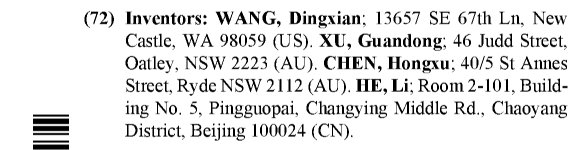 (72) Inventors: WANG, Dingxian; 13657 SE 67th Ln, New
Castle, WA 98059 (US). XU, Guandong; 46 Judd Street,
Oatley, NSW 2223 (AU). CHEN, Hongxu; 40/5 St Annes
Street, Ryde NSW 2112 (AU). HE, Li; Room 2-101, Build-
ing No. 5, Pingguopai, Changying Middle Rd., Chaoyang
District, Beijing 100024 (CN).